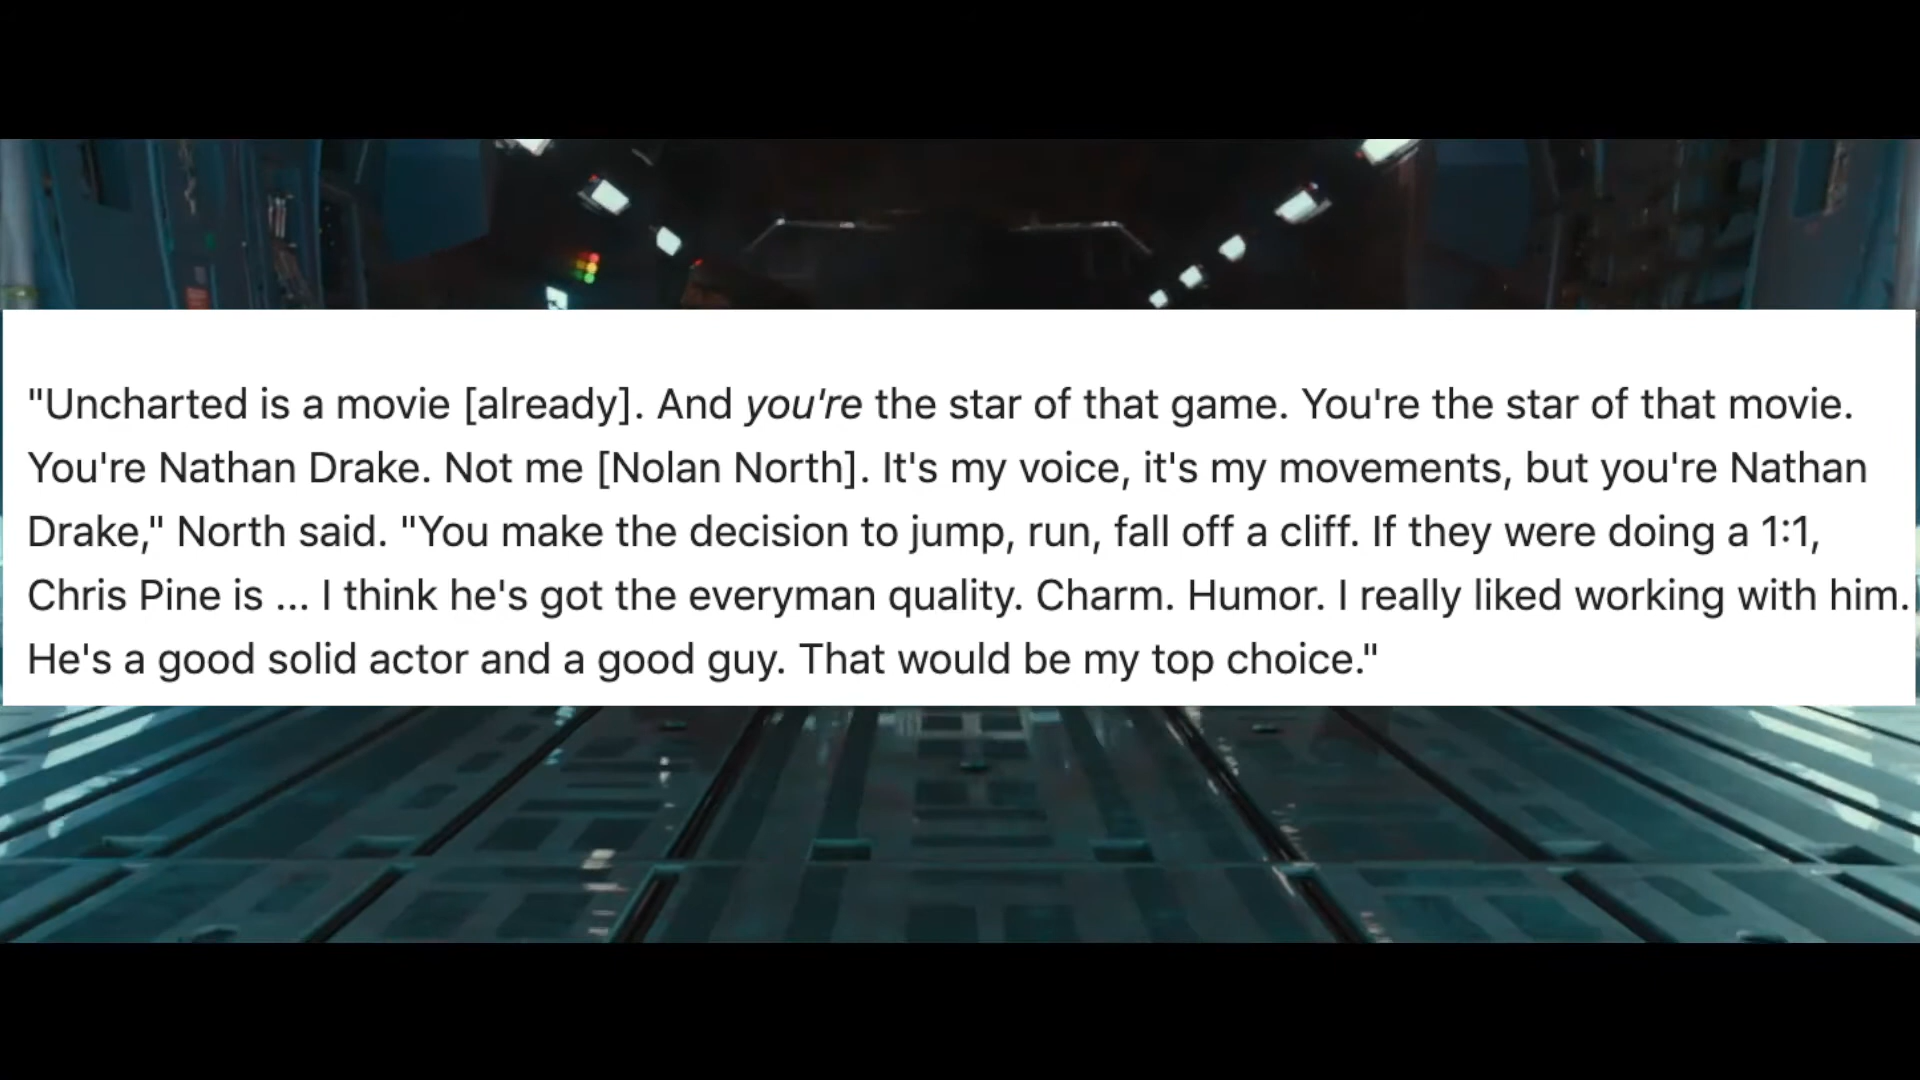 "Uncharted is a movie [already]. And you're the star of that game. You're the star of that movie.
You're Nathan Drake. Not me [Nolan North]. It's my voice, it's my movements, but you're Nathan
Drake," North said. "You make the decision to jump, run, fall off a cliff. If they were doing a 1:1,
Chris Pine is ... I think he's got the everyman quality. Charm. Humor. I really liked working with him.
He's a good solid actor and a good guy. That would be my top choice."